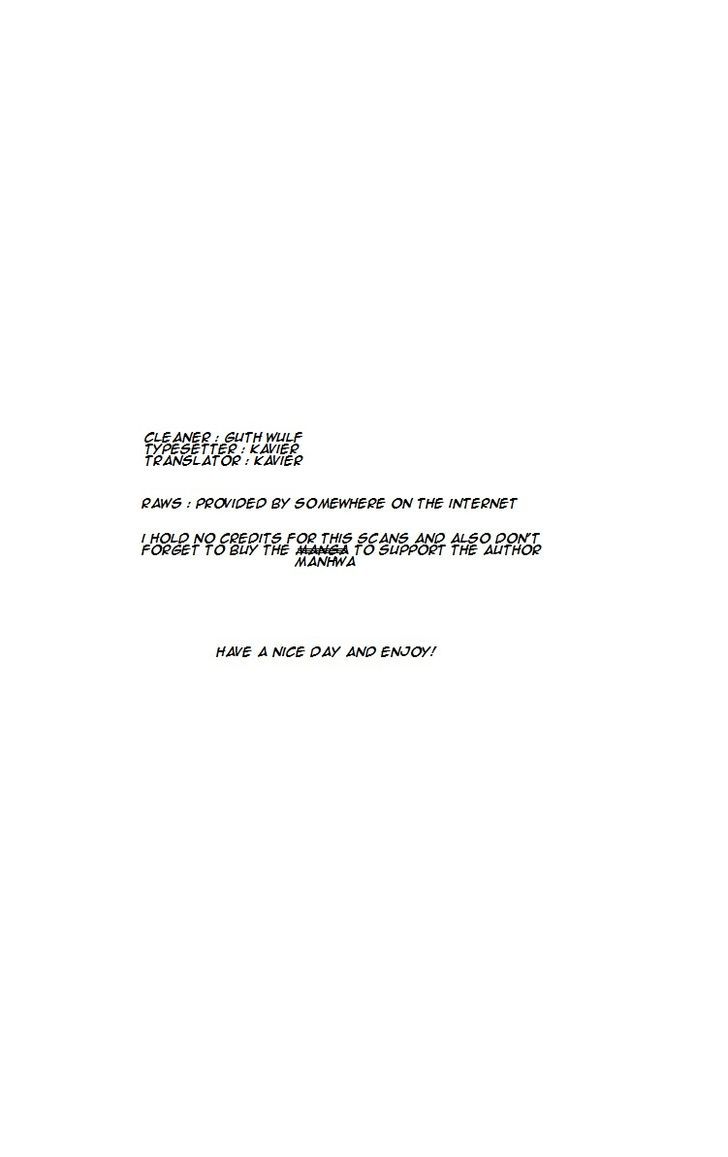 CLEANER : GUTH WULF
TYPESETTER : KAVIER
TRANSLATOR : KAVIER
RAWS : PROVIDED BY SOMEWHERE ON THE INTERNET
I HOLD NO CREDITS FOR THIS SCANS AND ALSO DON'T
FORGET TO BUY THE MANGA TO SUPPORT THE AUTHOR
MANHWA
HAVE A NICE DAY AND ENJOY!